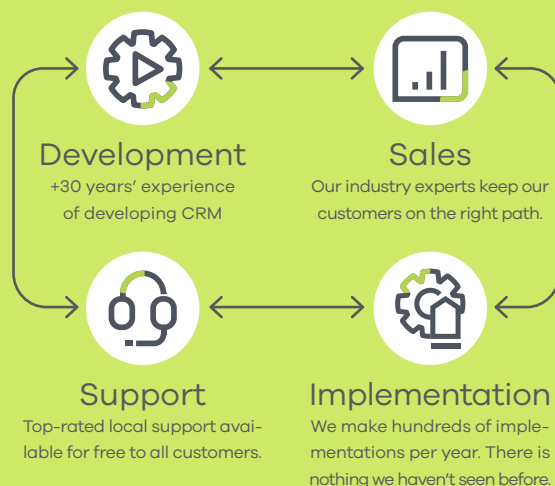 Development
+30 years’ experience
of developing CRM
Sales
Our industry experts keep our
customers on the right path.
Support
Top-rated local support avai-
lable for free to all customers.
Implementation
We make hundreds of imple-
mentations per year. There is
nothing we haven’t seen before.